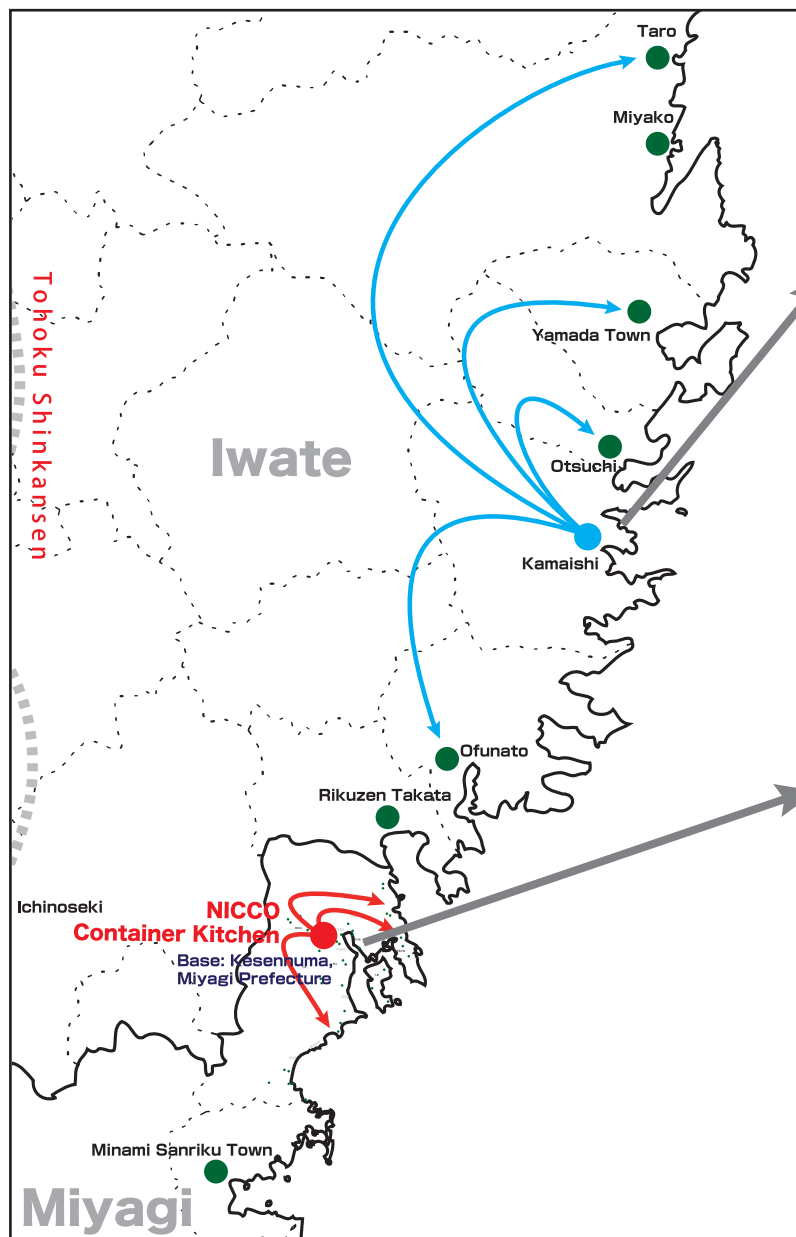 Taro
Miyako
Tohoku Shinkansen
Yamada Town
Iwate
Otsuchi
Kamaishi
Ofunato
Rikuzen Takata
Ichinoseki
NICCO
Container Kitchen
Base: Kesennuma,
Miyagi Prefecture
Minami Sanriku Town
Miyagi